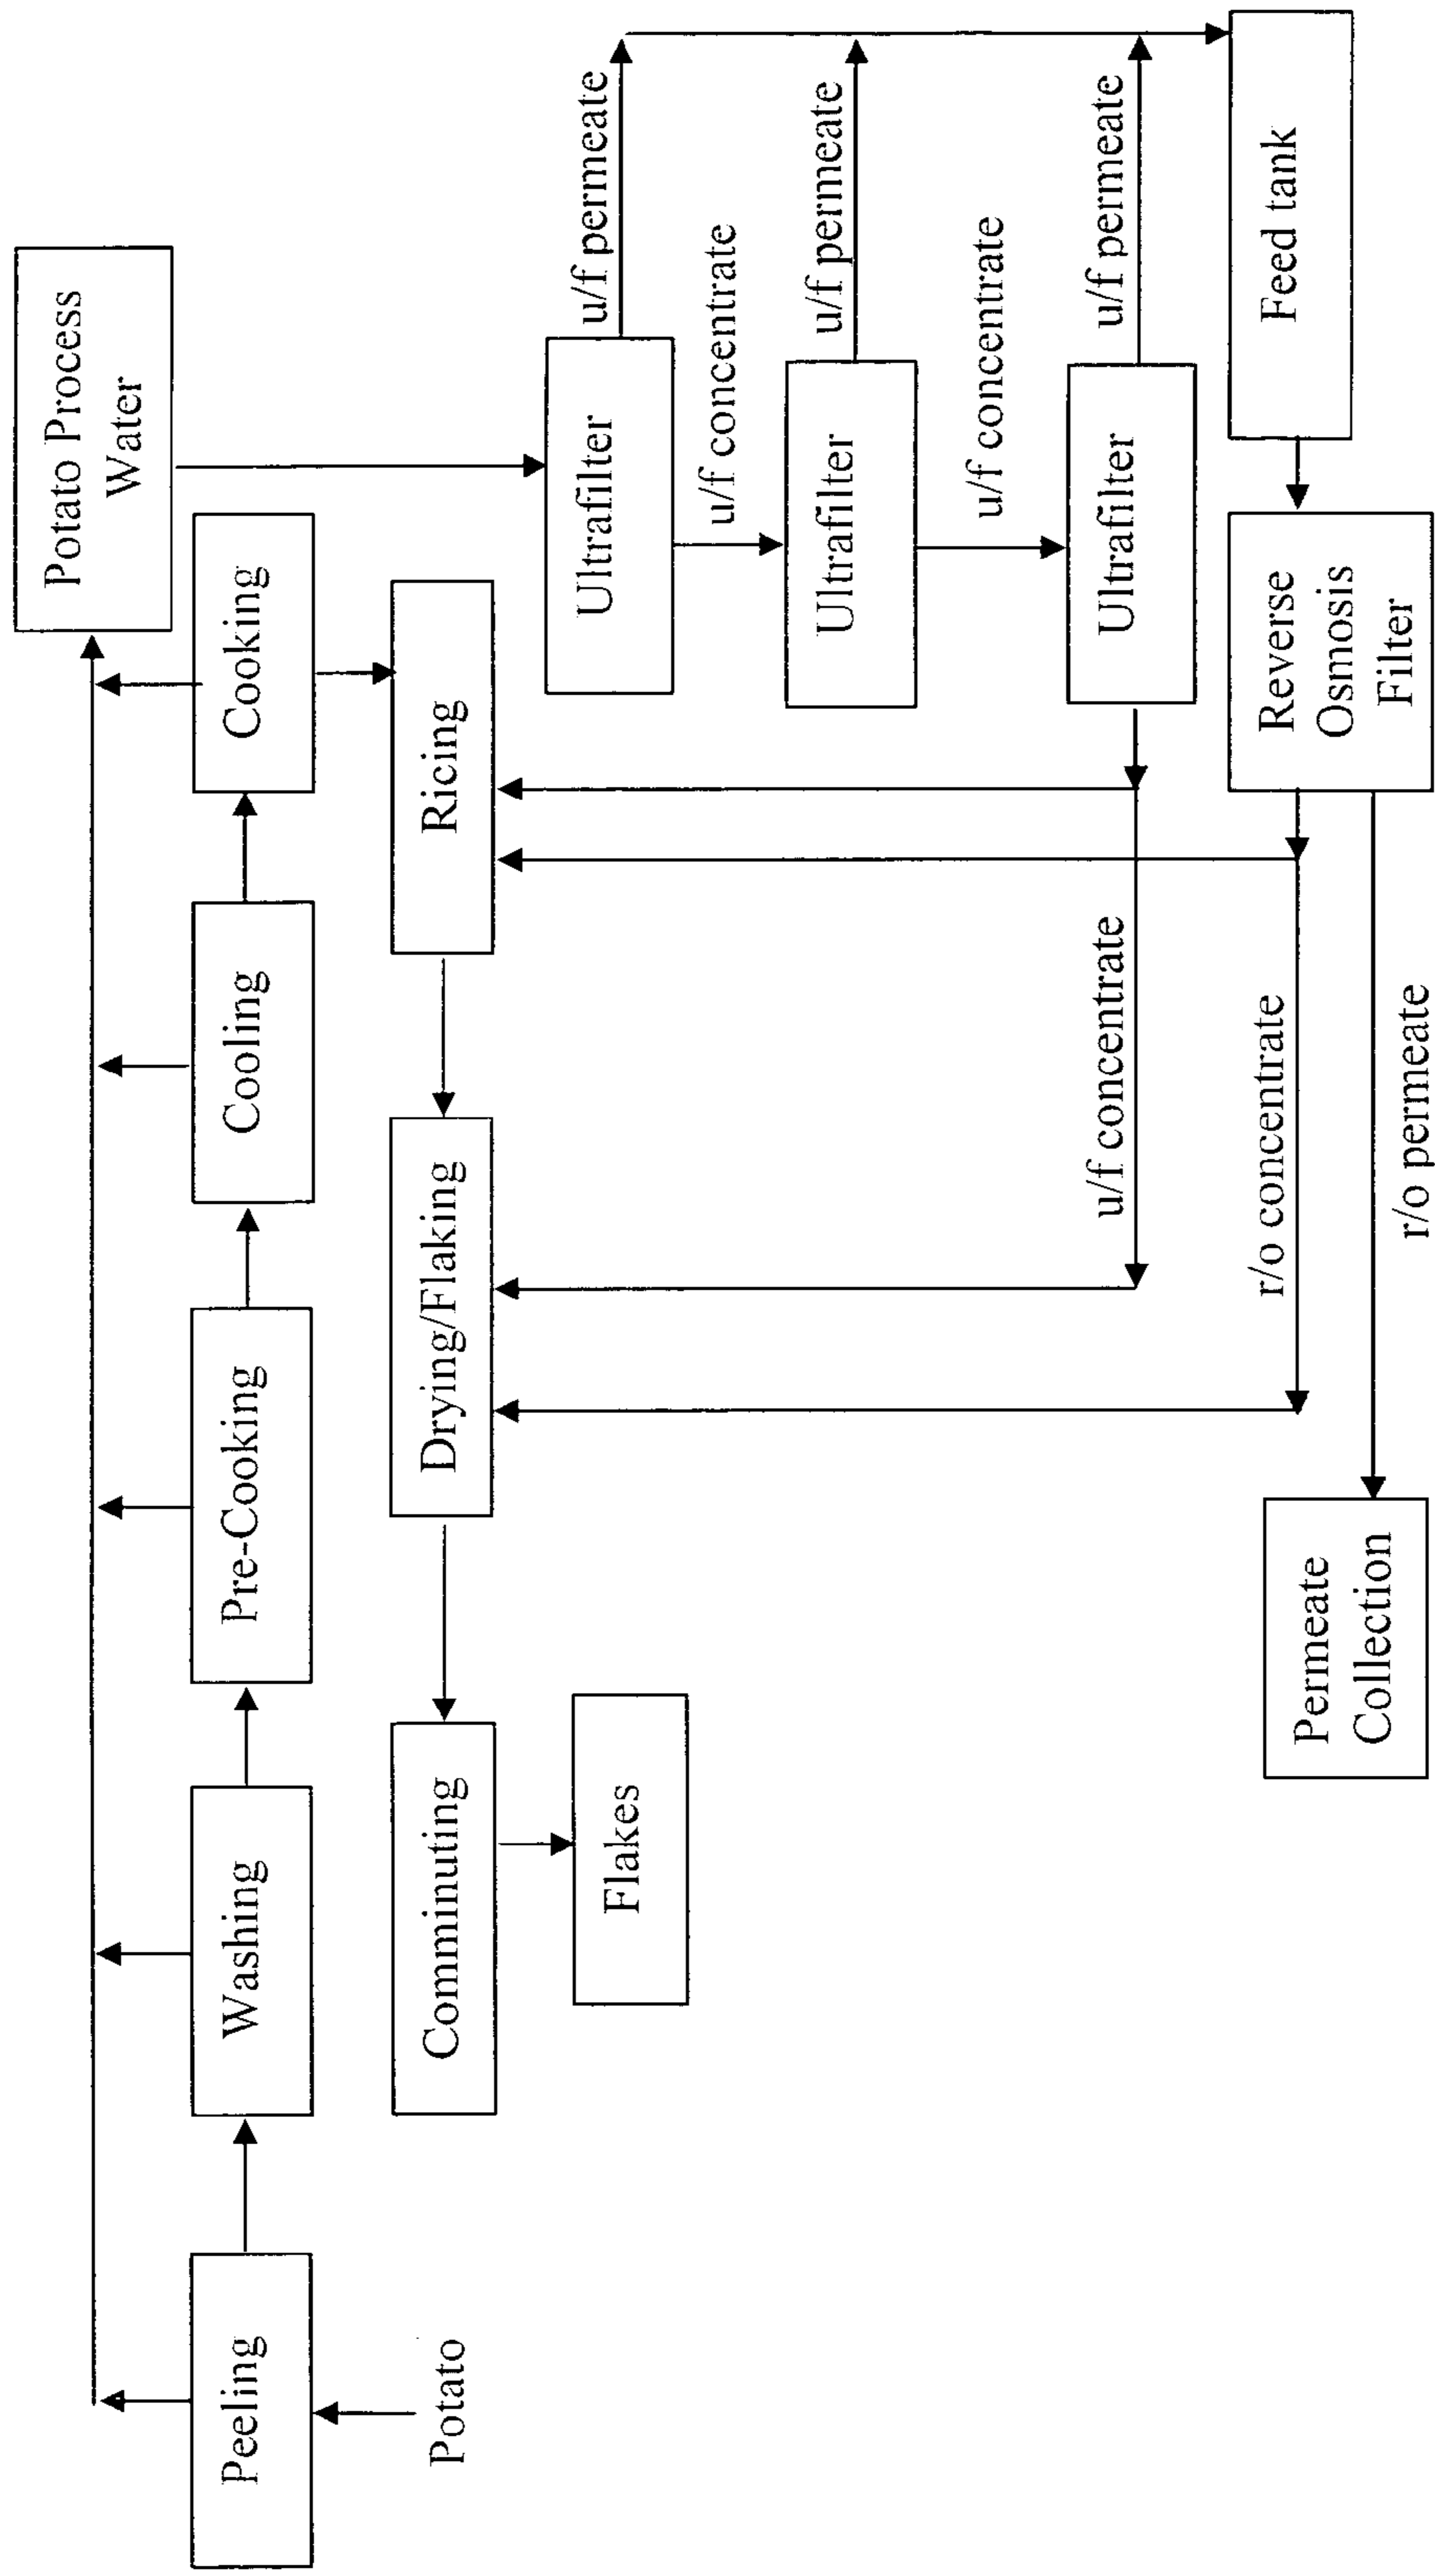 Potato Process
Water
Peeling
Washing
Pre-Cooking
Cooling
Cooking
Potato
Comminuting
Drying/Flaking
Ricing
Flakes
Ultrafilter
u/f permeate
u/f concentrate
Ultrafilter
u/f permeate
u/f concentrate
Ultrafilter
u/f permeate
u/f concentrate
Permeate
Collection
r/o concentrate
r/o permeate
Reverse
Osmosis
Filter
Feed tank